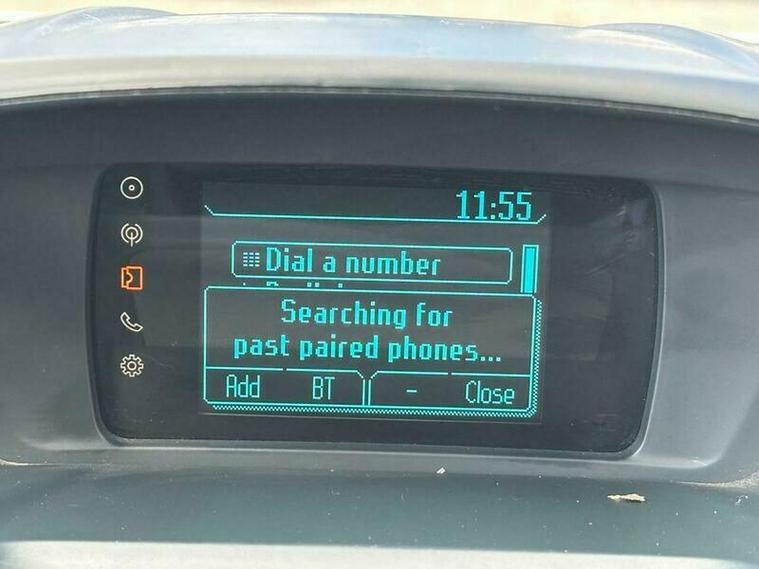 11:55
Dial a number
Searching for
past paired phones...
Add BT - Close